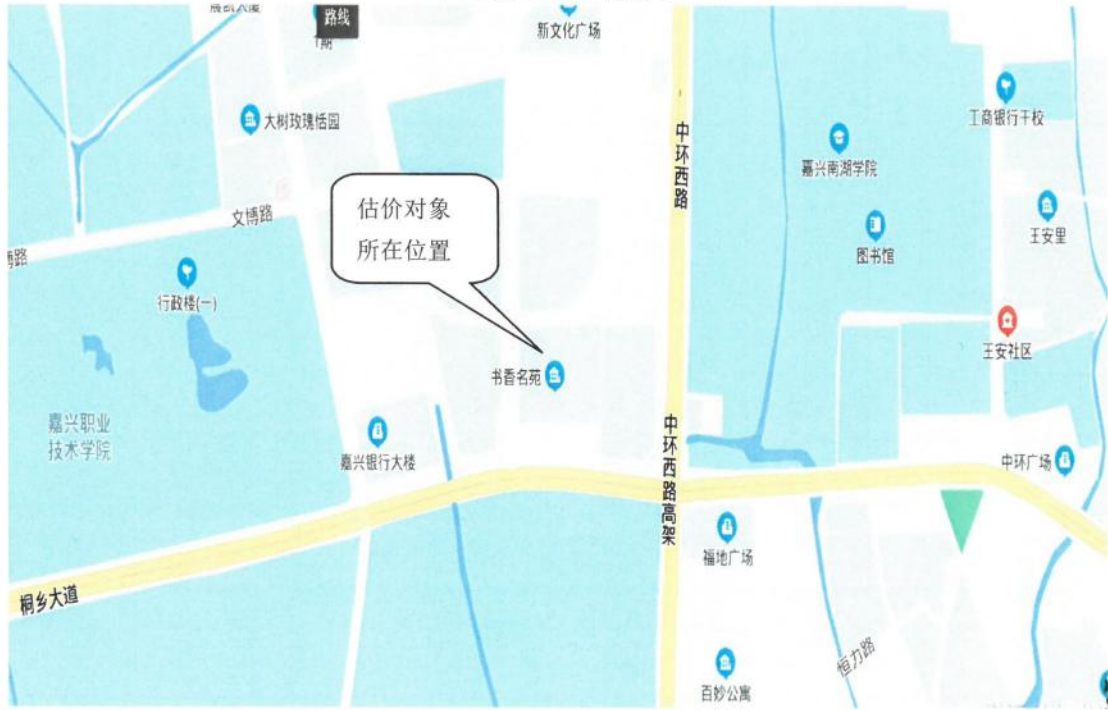 路线
新文化广场
1期
大树玫瑰恬园
工商银行干校
中环西路
嘉兴南湖学院
估价对象
所在位置
文博路
王安里
图书馆
博路
行政楼(一)
王安社区
书香名苑
嘉兴职业
技术学院
嘉兴银行大楼
中环西路高架
中环广场
福地广场
桐乡大道
恒力路
百妙公寓